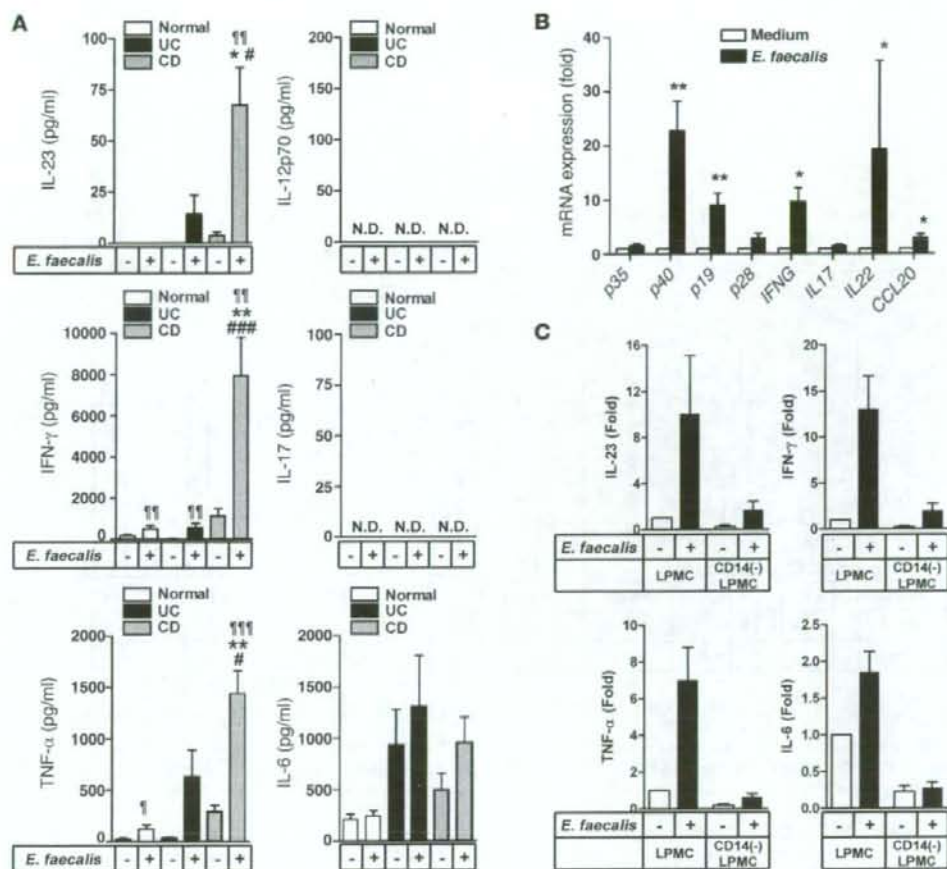 A
Normal
UC
CD
IL-23 (pg/ml)
100
75
50
25
0
¶¶
* #
E. faecalis - + - + - +
Normal
UC
CD
IL-12p70 (pg/ml)
200
150
100
50
0
N.D. N.D. N.D.
- + - + - +
Normal
UC
CD
IFN-γ (pg/ml)
10000
8000
6000
4000
2000
0
¶¶ ¶¶
¶¶
**
###
E. faecalis - + - + - +
Normal
UC
CD
IL-17 (pg/ml)
100
75
50
25
0
N.D. N.D. N.D.
- + - + - +
Normal
UC
CD
TNF-α (pg/ml)
2000
1500
1000
500
0
¶
¶¶¶
**
#
E. faecalis - + - + - +
Normal
UC
CD
IL-6 (pg/ml)
2000
1500
1000
500
0
- + - + - +
B
Medium
E. faecalis
mRNA expression (fold)
40
30
20
10
0
** ** * * *
p35 p40 p19 p28 IFNG IL17 IL22 CCL20
C
IL-23 (Fold)
16
12
8
4
0
E. faecalis - + - +
LPMC CD14(-) LPMC
IFN-γ (Fold)
20
15
10
5
0
- + - +
LPMC CD14(-) LPMC
TNF-α (Fold)
10
8
6
4
2
0
E. faecalis - + - +
LPMC CD14(-) LPMC
IL-6 (Fold)
2.5
2.0
1.5
1.0
0.5
0.0
- + - +
LPMC CD14(-) LPMC